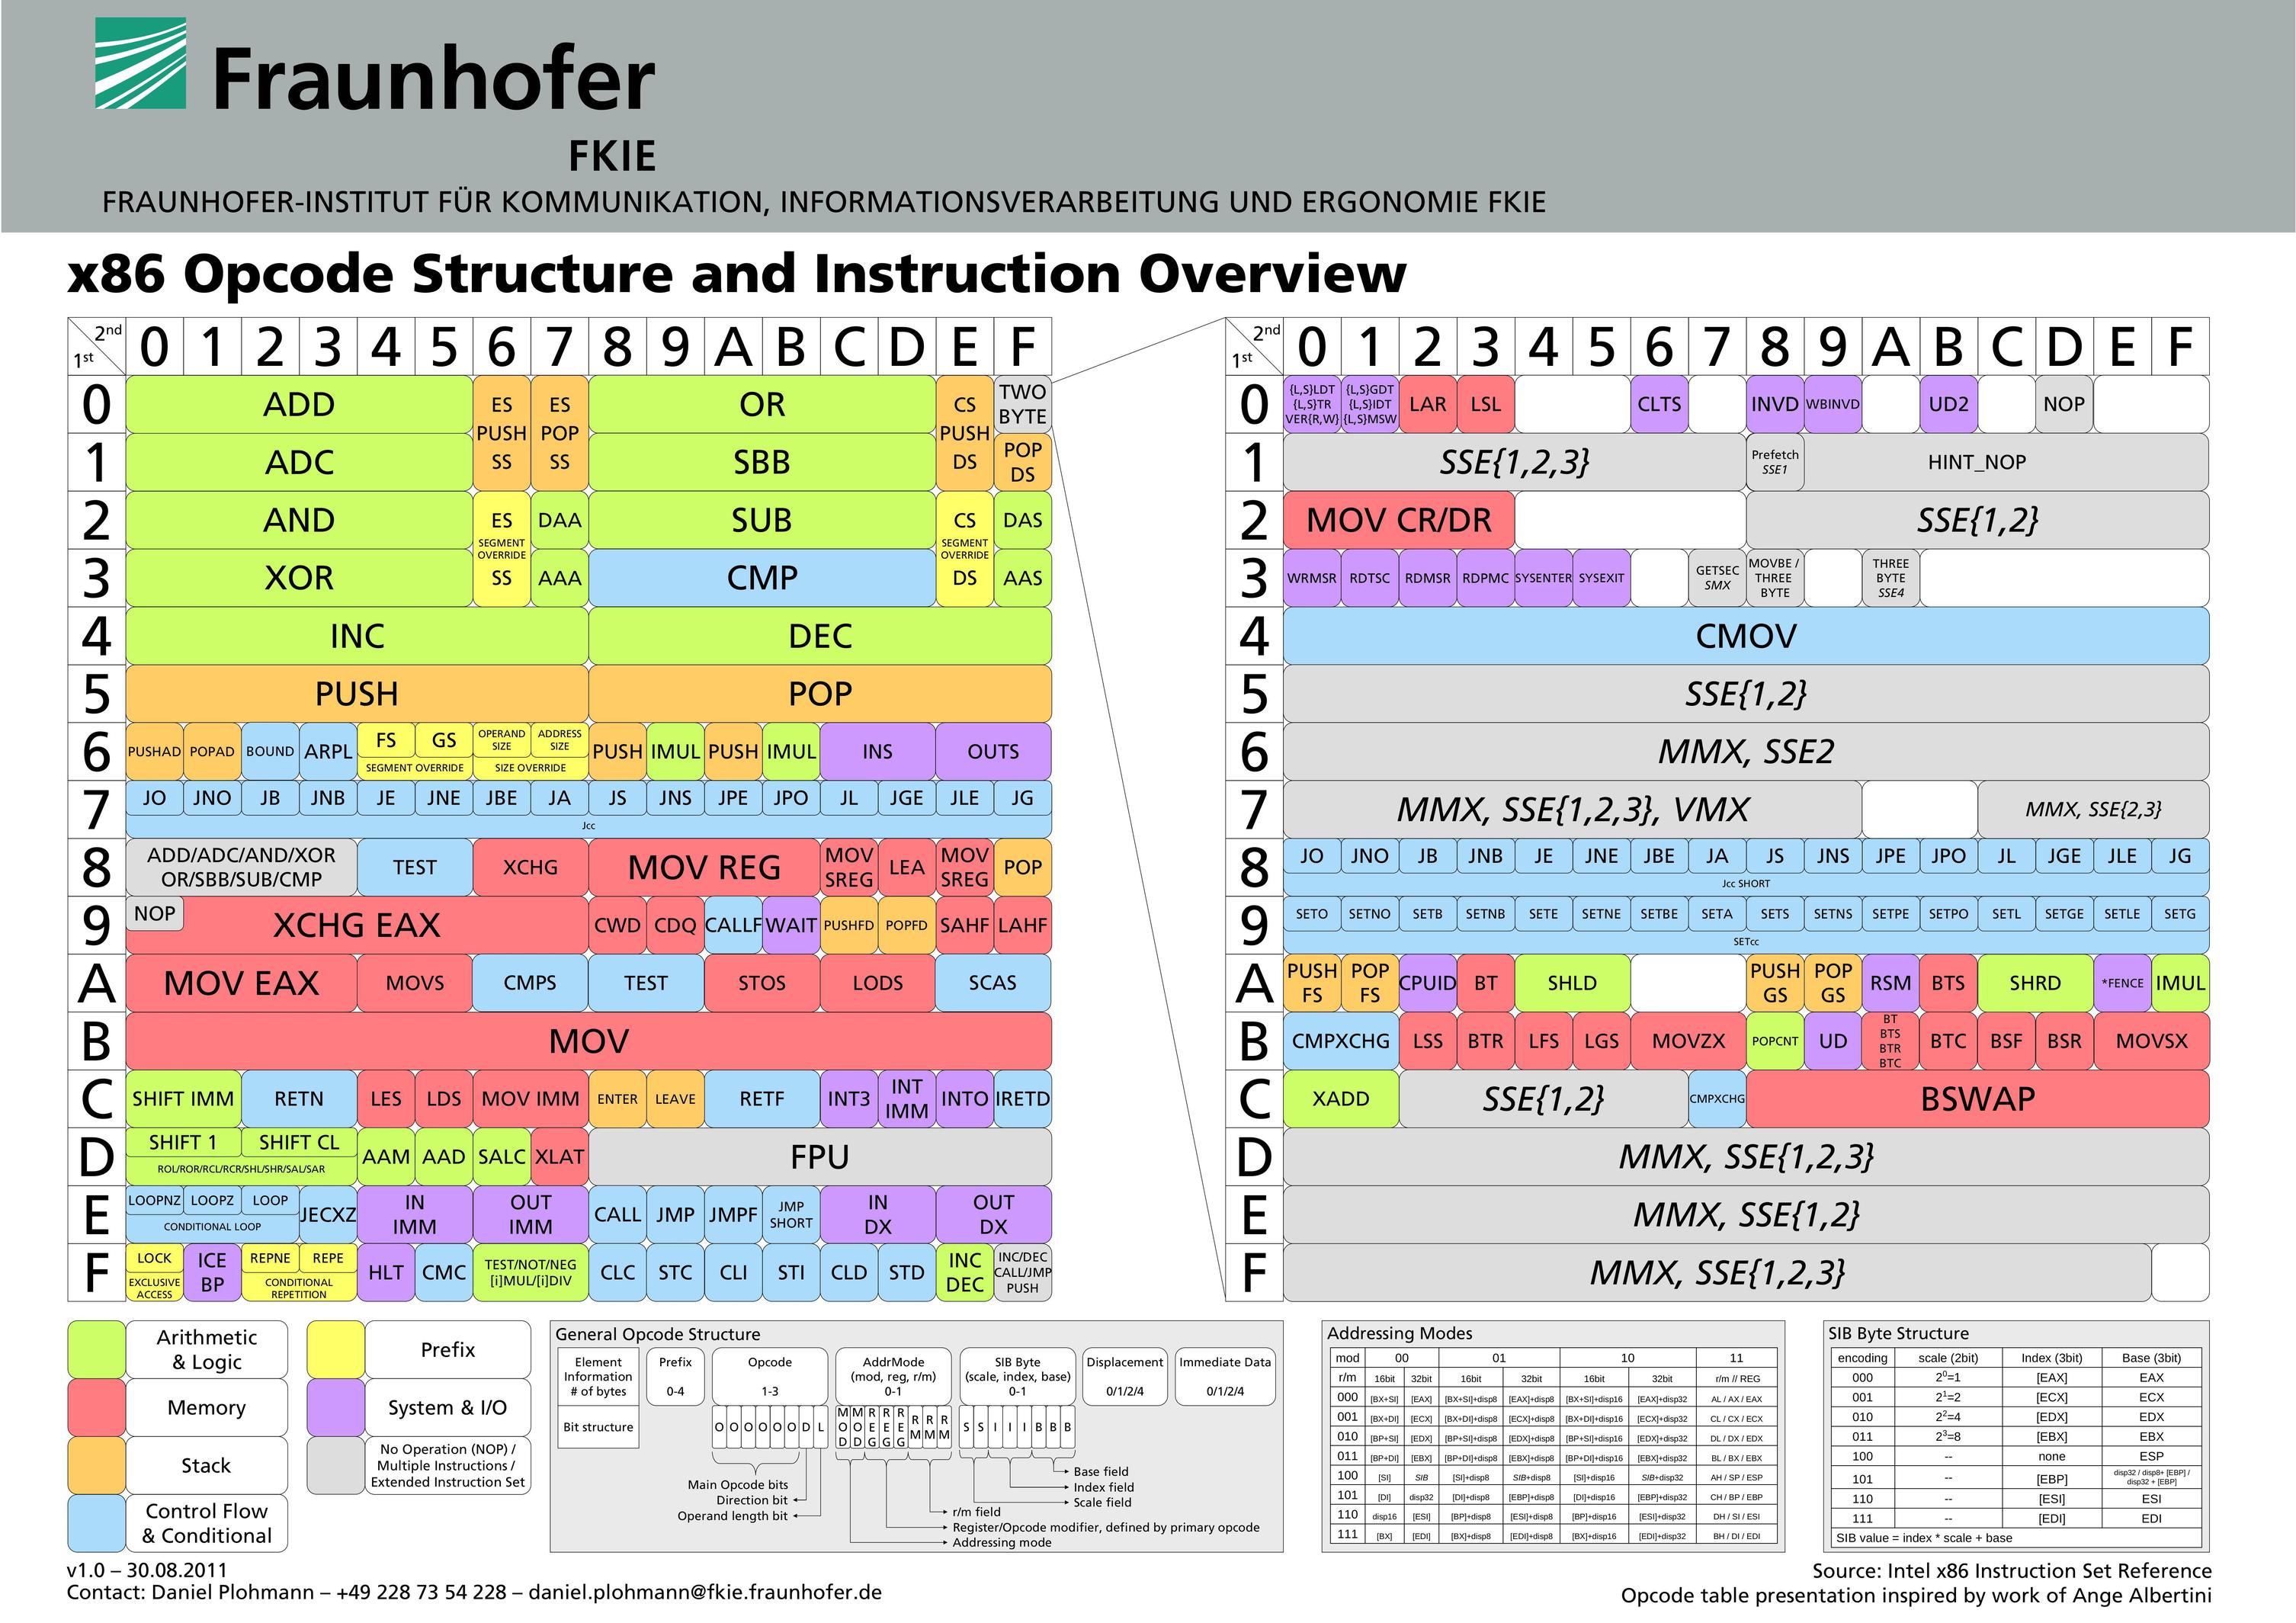 Fraunhofer
FKIE
FRAUNHOFER-INSTITUT FÜR KOMMUNIKATION, INFORMATIONSVERARBEITUNG UND ERGONOMIE FKIE
x86 Opcode Structure and Instruction Overview
2nd
1st
0 1 2 3 4 5 6 7 8 9 A B C D E F
0 ADD ES PUSH SS ES POP SS OR CS PUSH DS TWO BYTE
1 ADC SBB POP DS
2 AND ES SEGMENT OVERRIDE SS DAA SUB CS SEGMENT OVERRIDE DS DAS
3 XOR AAA CMP AAS
4 INC DEC
5 PUSH POP
6 PUSHAD POPAD BOUND ARPL FS GS SEGMENT OVERRIDE OPERAND SIZE ADDRESS SIZE SIZE OVERRIDE PUSH IMUL PUSH IMUL INS OUTS
7 JO JNO JB JNB JE JNE JBE JA JS JNS JPE JPO JL JGE JLE JG
Jcc
8 ADD/ADC/AND/XOR OR/SBB/SUB/CMP TEST XCHG MOV REG MOV SREG LEA MOV SREG POP
9 NOP XCHG EAX CWD CDQ CALLF WAIT PUSHFD POPFD SAHF LAHF
A MOV EAX MOVS CMPS TEST STOS LODS SCAS
B MOV
C SHIFT IMM RETN LES LDS MOV IMM ENTER LEAVE RETF INT3 INT IMM INTO IRETD
D SHIFT 1 SHIFT CL ROL/ROR/RCL/RCR/SHL/SHR/SAL/SAR AAM AAD SALC XLAT FPU
E LOOPNZ LOOPZ LOOP CONDITIONAL LOOP JECXZ IN IMM OUT IMM CALL JMP JMPF JMP SHORT IN DX OUT DX
F LOCK EXCLUSIVE ACCESS ICE BP REPNE REPE CONDITIONAL REPETITION HLT CMC TEST/NOT/NEG [i]MUL/[i]DIV CLC STC CLI STI CLD STD INC DEC INC/DEC CALL/JMP PUSH
2nd
1st
0 1 2 3 4 5 6 7 8 9 A B C D E F
0 {L,S}LDT {L,S}TR VER{R,W} {L,S}GDT {L,S}IDT {L,S}MSW LAR LSL CLTS INVD WBINVD UD2 NOP
1 SSE{1,2,3} Prefetch SSE1 HINT_NOP
2 MOV CR/DR SSE{1,2}
3 WRMSR RDTSC RDMSR RDPMC SYSENTER SYSEXIT GETSEC SMX MOVBE / THREE BYTE THREE BYTE SSE4
4 CMOV
5 SSE{1,2}
6 MMX, SSE2
7 MMX, SSE{1,2,3}, VMX MMX, SSE{2,3}
8 JO JNO JB JNB JE JNE JBE JA JS JNS JPE JPO JL JGE JLE JG
Jcc SHORT
9 SETO SETNO SETB SETNB SETE SETNE SETBE SETA SETS SETNS SETPE SETPO SETL SETGE SETLE SETG
SETcc
A PUSH FS POP FS CPUID BT SHLD PUSH GS POP GS RSM BTS SHRD *FENCE IMUL
B CMPXCHG LSS BTR LFS LGS MOVZX POPCNT UD BT BTS BTR BTC BTC BSF BSR MOVSX
C XADD SSE{1,2} CMPXCHG BSWAP
D MMX, SSE{1,2,3}
E MMX, SSE{1,2}
F MMX, SSE{1,2,3}
Arithmetic
& Logic
Memory
Stack
Control Flow
& Conditional
Prefix
System & I/O
No Operation (NOP) /
Multiple Instructions /
Extended Instruction Set
General Opcode Structure
Element Information # of bytes
Prefix 0-4
Opcode 1-3
AddrMode (mod, reg, r/m) 0-1
SIB Byte (scale, index, base) 0-1
Displacement 0/1/2/4
Immediate Data 0/1/2/4
Bit structure
O O O O O O D L
MOD MOD REG REG REG RM RM RM
S S I I I B B B
Main Opcode bits
Direction bit
Operand length bit
Base field
Index field
Scale field
r/m field
Register/Opcode modifier, defined by primary opcode
Addressing mode
Addressing Modes
mod 00 01 10 11
r/m 16bit 32bit 16bit 32bit 16bit 32bit r/m // REG
000 [BX+SI] [EAX] [BX+SI]+disp8 [EAX]+disp8 [BX+SI]+disp16 [EAX]+disp32 AL / AX / EAX
001 [BX+DI] [ECX] [BX+DI]+disp8 [ECX]+disp8 [BX+DI]+disp16 [ECX]+disp32 CL / CX / ECX
010 [BP+SI] [EDX] [BP+SI]+disp8 [EDX]+disp8 [BP+SI]+disp16 [EDX]+disp32 DL / DX / EDX
011 [BP+DI] [EBX] [BP+DI]+disp8 [EBX]+disp8 [BP+DI]+disp16 [EBX]+disp32 BL / BX / EBX
100 [SI] SIB [SI]+disp8 SIB+disp8 [SI]+disp16 SIB+disp32 AH / SP / ESP
101 [DI] disp32 [DI]+disp8 [EBP]+disp8 [DI]+disp16 [EBP]+disp32 CH / BP / EBP
110 disp16 [ESI] [BP]+disp8 [ESI]+disp8 [BP]+disp16 [ESI]+disp32 DH / SI / ESI
111 [BX] [EDI] [BX]+disp8 [EDI]+disp8 [BX]+disp16 [EDI]+disp32 BH / DI / EDI
SIB Byte Structure
encoding scale (2bit) Index (3bit) Base (3bit)
000 2⁰=1 [EAX] EAX
001 2¹=2 [ECX] ECX
010 2²=4 [EDX] EDX
011 2³=8 [EBX] EBX
100 -- none ESP
101 -- [EBP] disp32 / disp8+ [EBP] / disp32 + [EBP]
110 -- [ESI] ESI
111 -- [EDI] EDI
SIB value = index * scale + base
v1.0 – 30.08.2011
Contact: Daniel Plohmann – +49 228 73 54 228 – daniel.plohmann@fkie.fraunhofer.de
Source: Intel x86 Instruction Set Reference
Opcode table presentation inspired by work of Ange Albertini